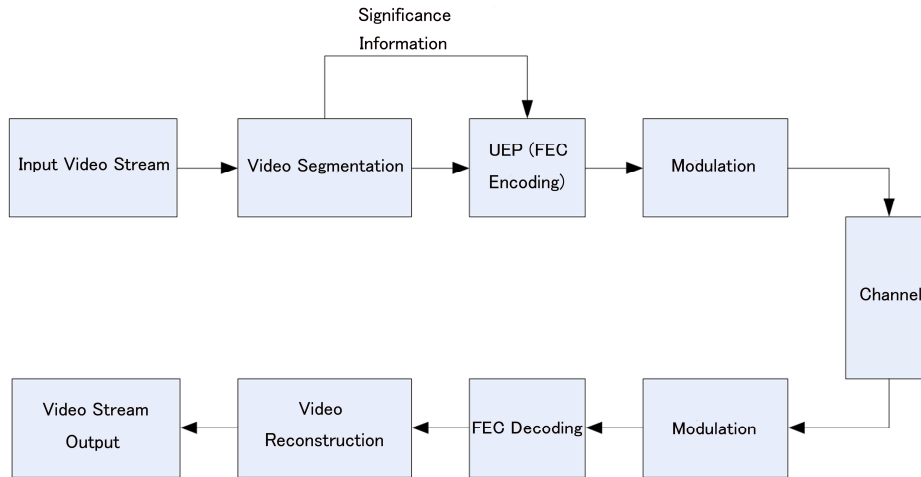 Significance
Information
Input Video Stream
Video Segmentation
UEP (FEC
Encoding)
Modulation
Channel
Video Stream
Output
Video
Reconstruction
FEC Decoding
Modulation